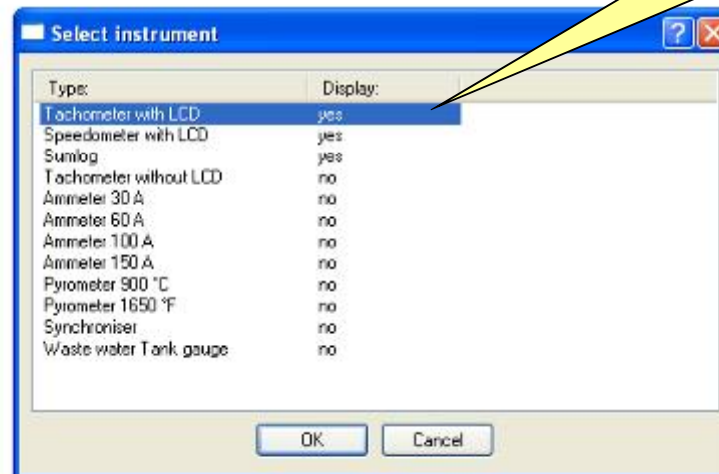 Select instrument
Type: Display:
Tachometer with LCD yes
Speedometer with LCD yes
Sumlog yes
Tachometer without LCD no
Ammeter 30 A no
Ammeter 60 A no
Ammeter 100 A no
Ammeter 150 A no
Pyrometer 900 °C no
Pyrometer 1650 °F no
Synchroniser no
Waste water Tank gauge no
OK Cancel